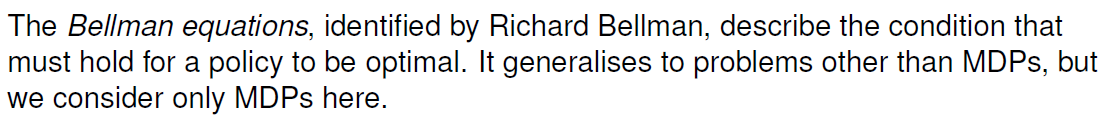 The Bellman equations, identified by Richard Bellman, describe the condition that
must hold for a policy to be optimal. It generalises to problems other than MDPs, but
we consider only MDPs here.